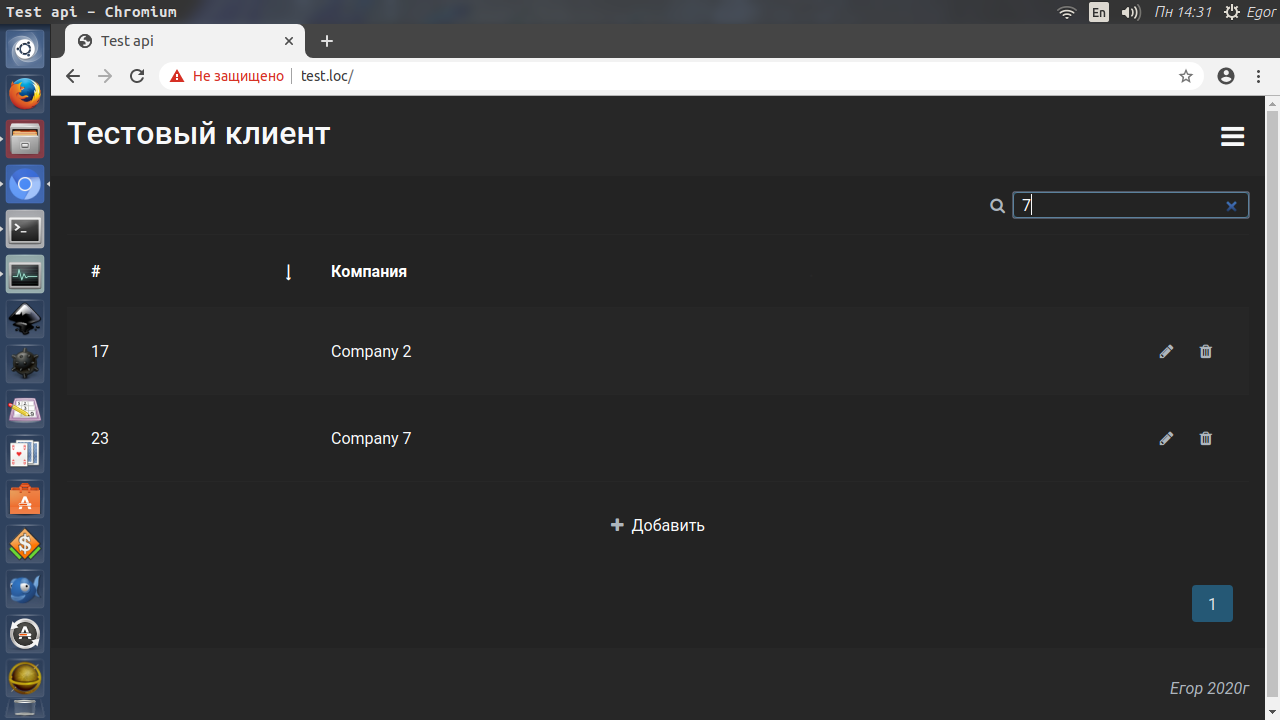 Test api - Chromium
En
Пн 14:31
Egor
Test api
Не защищено
test.loc/
Тестовый клиент
7
# Компания
17 Company 2
23 Company 7
Добавить
1
Егор 2020г